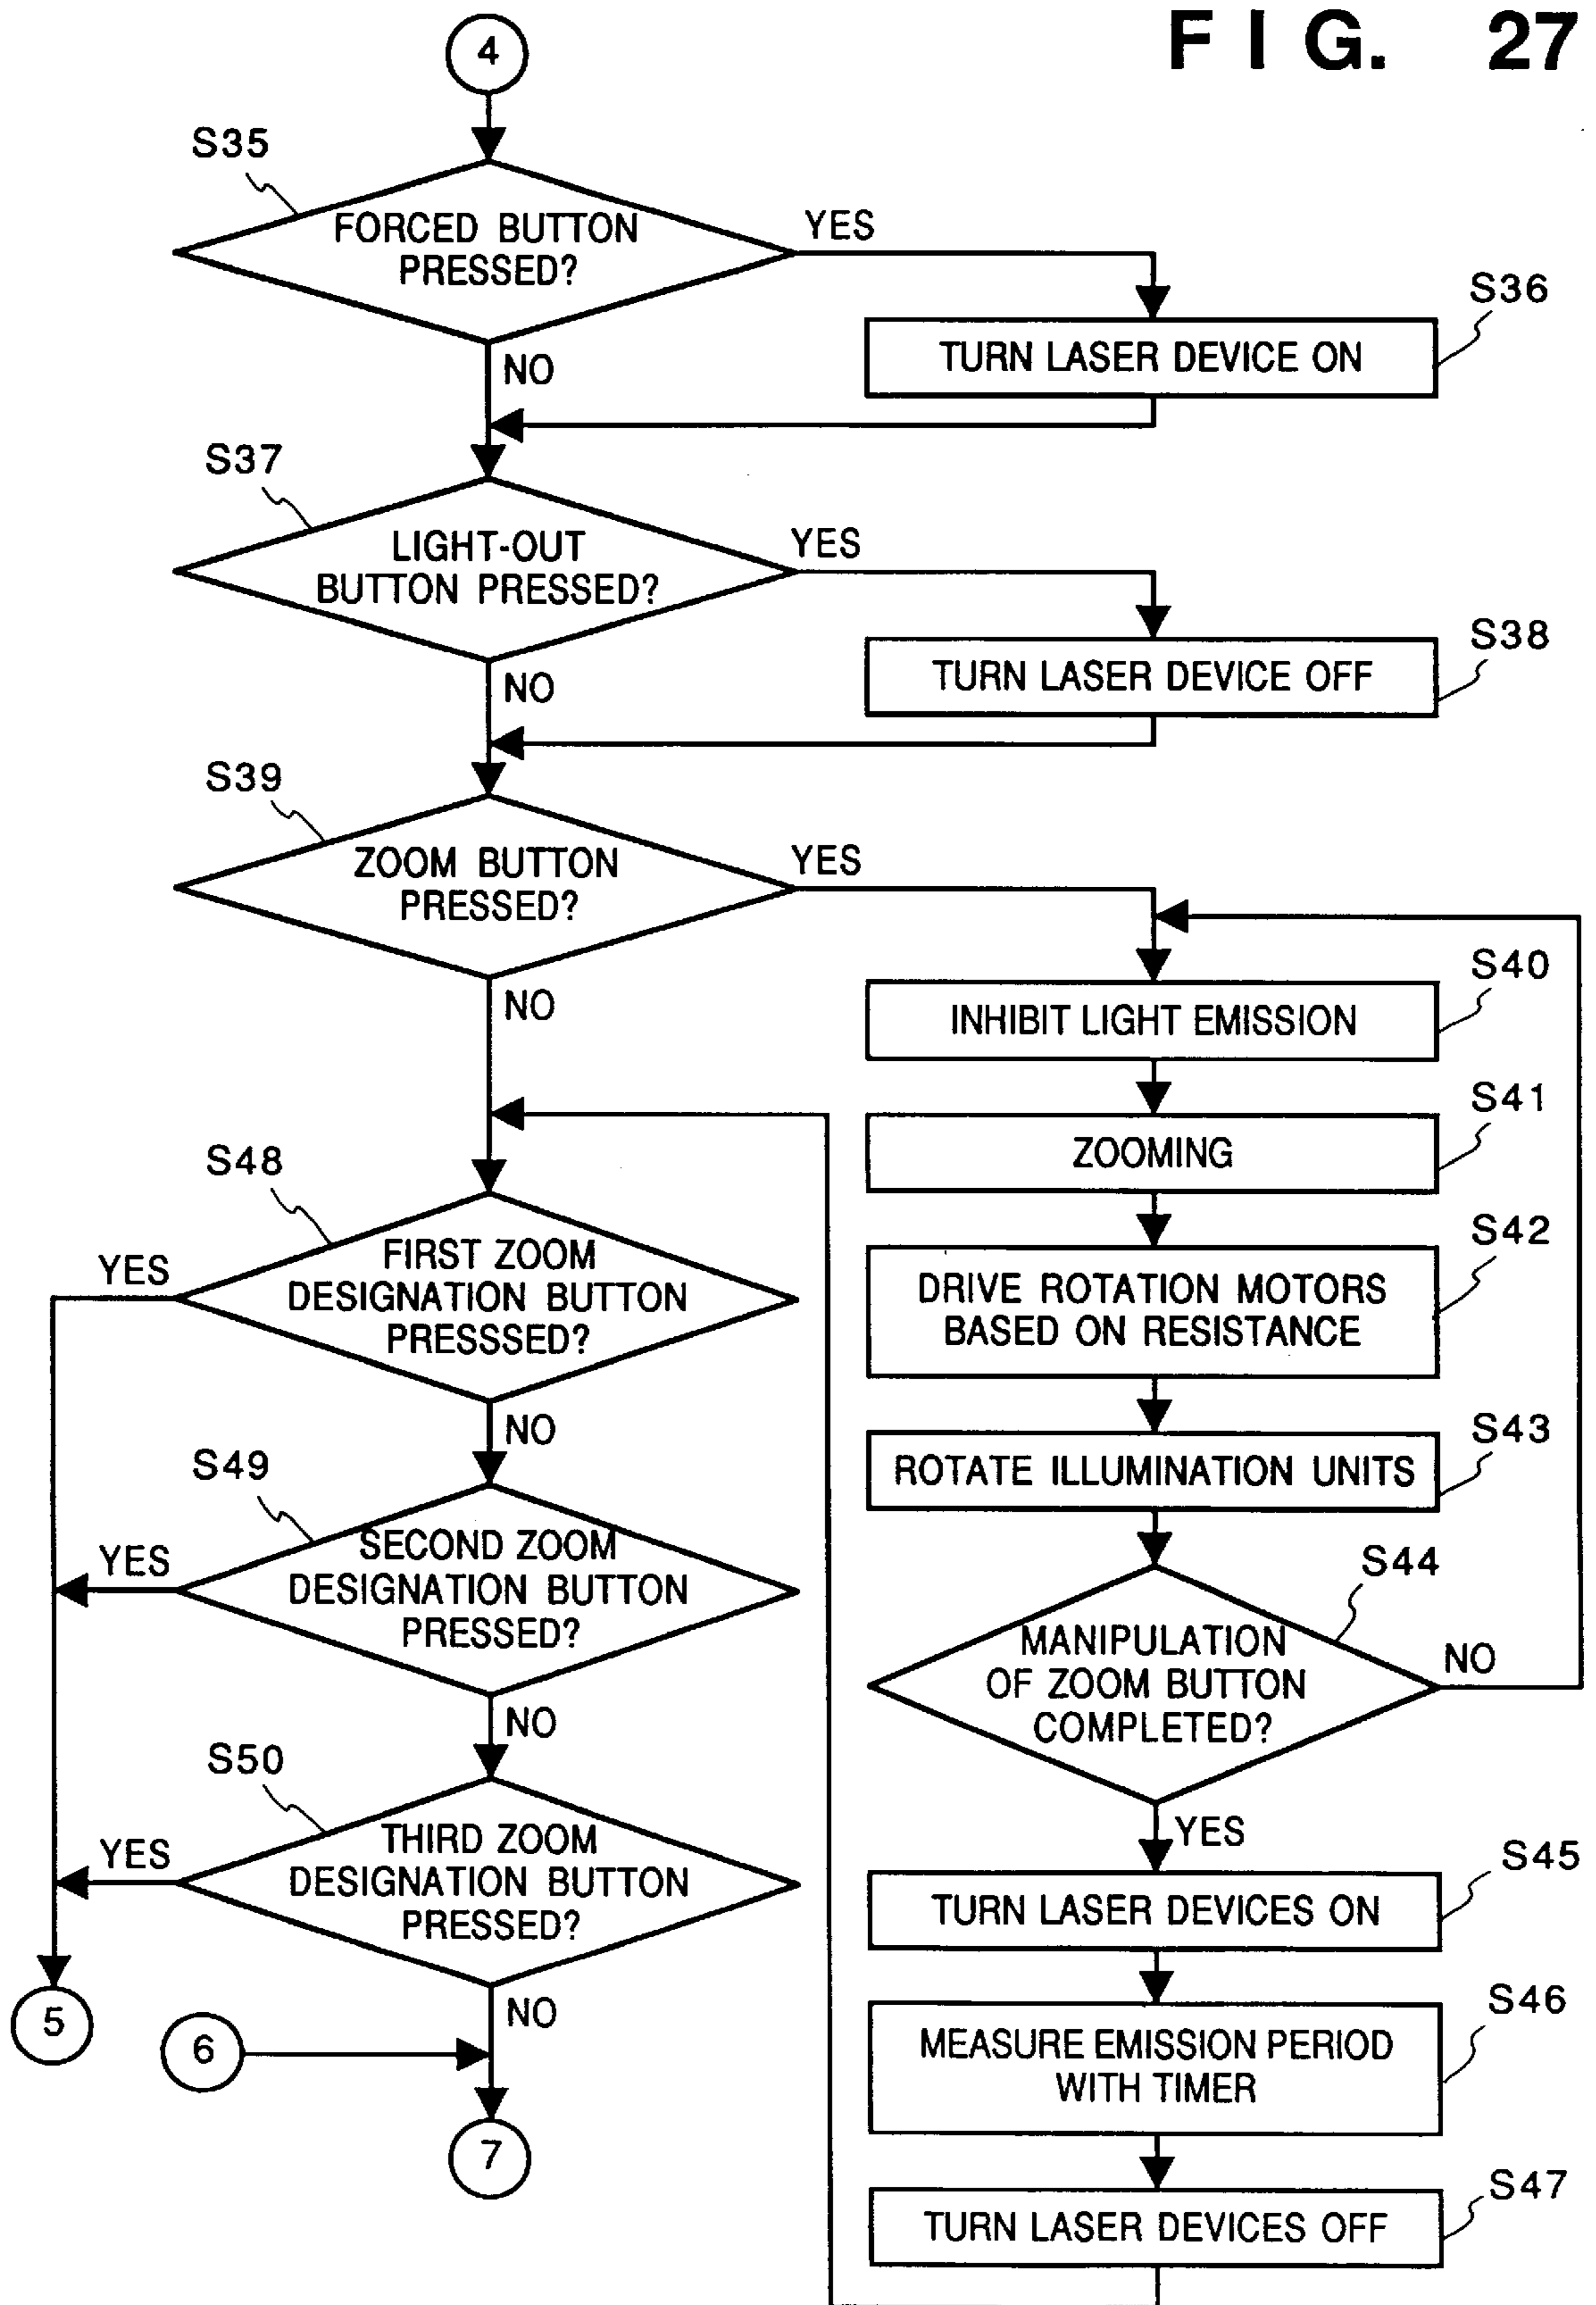 FIG. 27
4
S35
FORCED BUTTON
PRESSED?
YES
NO
S36
TURN LASER DEVICE ON
S37
LIGHT-OUT
BUTTON PRESSED?
YES
NO
S38
TURN LASER DEVICE OFF
S39
ZOOM BUTTON
PRESSED?
YES
NO
S40
INHIBIT LIGHT EMISSION
S41
ZOOMING
S42
DRIVE ROTATION MOTORS
BASED ON RESISTANCE
S43
ROTATE ILLUMINATION UNITS
S44
MANIPULATION
OF ZOOM BUTTON
COMPLETED?
NO
YES
S45
TURN LASER DEVICES ON
S46
MEASURE EMISSION PERIOD
WITH TIMER
S47
TURN LASER DEVICES OFF
S48
FIRST ZOOM
DESIGNATION BUTTON
PRESSSED?
YES
NO
S49
SECOND ZOOM
DESIGNATION BUTTON
PRESSED?
YES
NO
S50
THIRD ZOOM
DESIGNATION BUTTON
PRESSED?
YES
NO
5
6
7